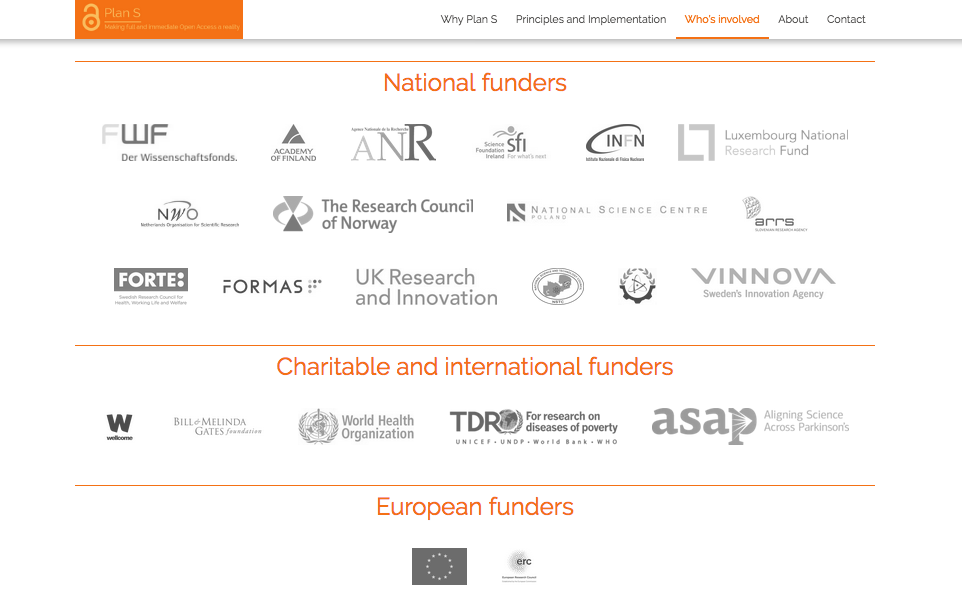 Plan S
Making full and immediate Open Access a reality
Why Plan S Principles and Implementation Who's involved About Contact
National funders
FWF
Der Wissenschaftsfonds.
ACADEMY
OF FINLAND
Agence Nationale de la Recherche
ANR
Science
Foundation
Ireland
sfi
For what's next
INFN
Istituto Nazionale di Fisica Nucleare
Luxembourg National
Research Fund
NWO
Netherlands Organisation for Scientific Research
The Research Council
of Norway
NATIONAL SCIENCE CENTRE
POLAND
arrs
SLOVENIAN RESEARCH AGENCY
FORTE:
Swedish Research Council for
Health, Working Life and Welfare
FORMAS
UK Research
and Innovation
VINNOVA
Sweden's Innovation Agency
Charitable and international funders
W
wellcome
BILL & MELINDA
GATES foundation
World Health
Organization
TDR
For research on
diseases of poverty
UNICEF • UNDP • World Bank • WHO
asap
Aligning Science
Across Parkinson's
European funders
erc
European Research Council